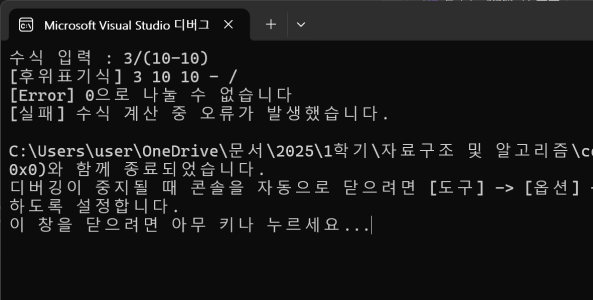 Microsoft Visual Studio 디버그
수식 입력 : 3/(10-10)
[후위표기식] 3 10 10 - /
[Error] 0으로 나눌 수 없습니다
[실패] 수식 계산 중 오류가 발생했습니다.
C:\Users\user\OneDrive\문서\2025\1학기\자료구조 및 알고리즘\c
0x0)와 함께 종료되었습니다.
디버깅이 중지될 때 콘솔을 자동으로 닫으려면 [도구] -> [옵션] -
하도록 설정합니다.
이 창을 닫으려면 아무 키나 누르세요...